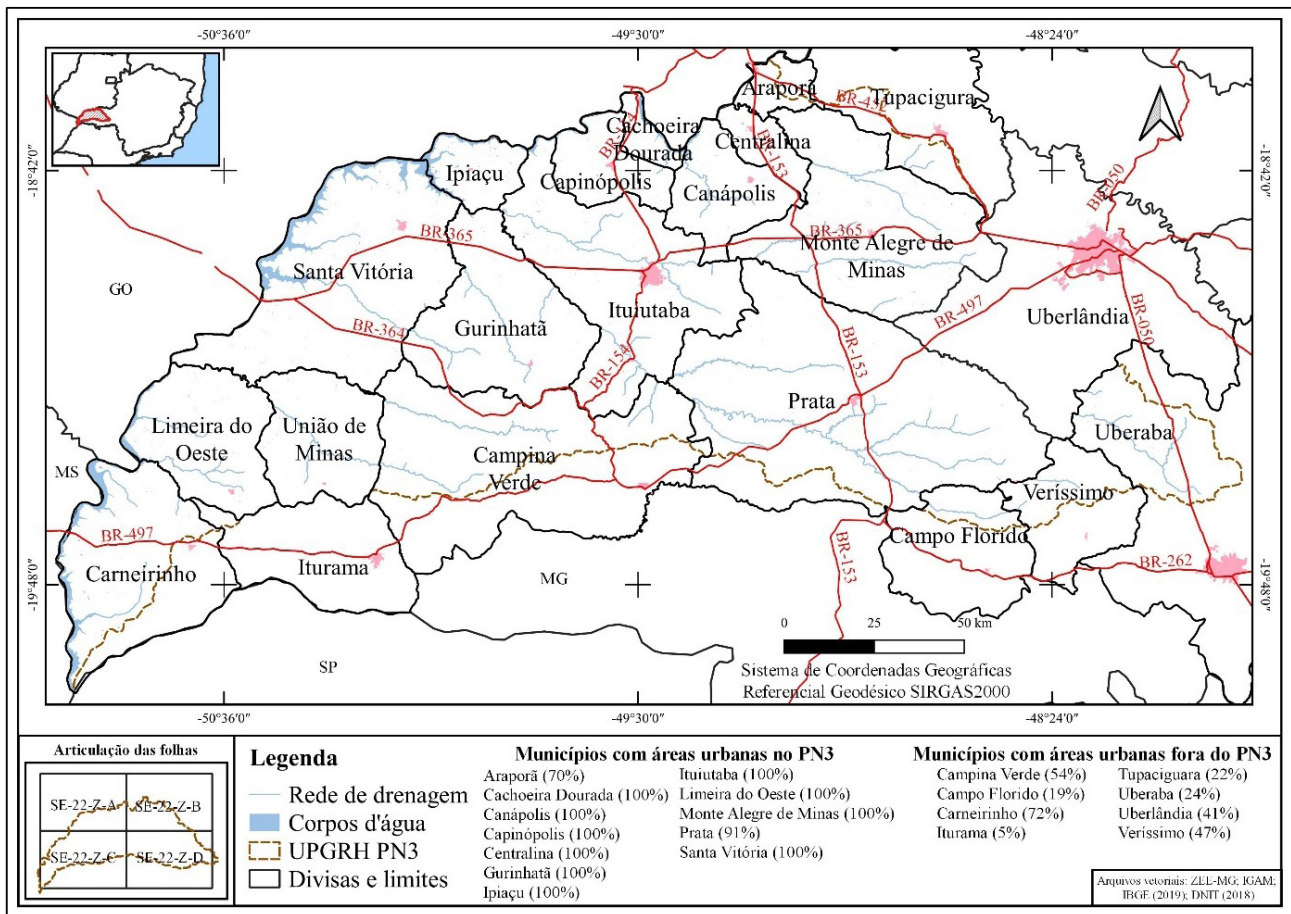 -50°36'0"
-49°30'0"
-48°24'0"
-18°42'0"
-18°42'0"
Araporã
BR-452
Tupacigura
Cachoeira
Dourada
BR-154
Centralina
BR-153
BR-050
Ipiaçu
Capinópolis
Canápolis
BR-365
BR-365
Monte Alegre de
Minas
Santa Vitória
GO
Ituiutaba
Gurinhatã
BR-497
Uberlândia
BR-364
BR-154
BR-153
BR-050
Prata
Limeira do
Oeste
União de
Minas
Uberaba
Campina
Verde
MS
Veríssimo
BR-497
Campo Florido
BR-153
BR-262
Carneirinho
Iturama
MG
-19°48'0"
-19°48'0"
0
25
50 km
SP
Sistema de Coordenadas Geográficas
Referencial Geodésico SIRGAS2000
-50°36'0"
-49°30'0"
-48°24'0"
Articulação das folhas
SE-22-Z-A
SE-22-Z-B
SE-22-Z-C
SE-22-Z-D
Legenda
Rede de drenagem
Corpos d'água
UPGRH PN3
Divisas e limites
Municípios com áreas urbanas no PN3
Araporã (70%)
Cachoeira Dourada (100%)
Canápolis (100%)
Capinópolis (100%)
Centralina (100%)
Gurinhatã (100%)
Ipiaçu (100%)
Ituiutaba (100%)
Limeira do Oeste (100%)
Monte Alegre de Minas (100%)
Prata (91%)
Santa Vitória (100%)
Municípios com áreas urbanas fora do PN3
Campina Verde (54%)
Campo Florido (19%)
Carneirinho (72%)
Iturama (5%)
Tupaciguara (22%)
Uberaba (24%)
Uberlândia (41%)
Veríssimo (47%)
Arquivos vetoriais: ZEE-MG; IGAM;
IBGE (2019); DNIT (2018)